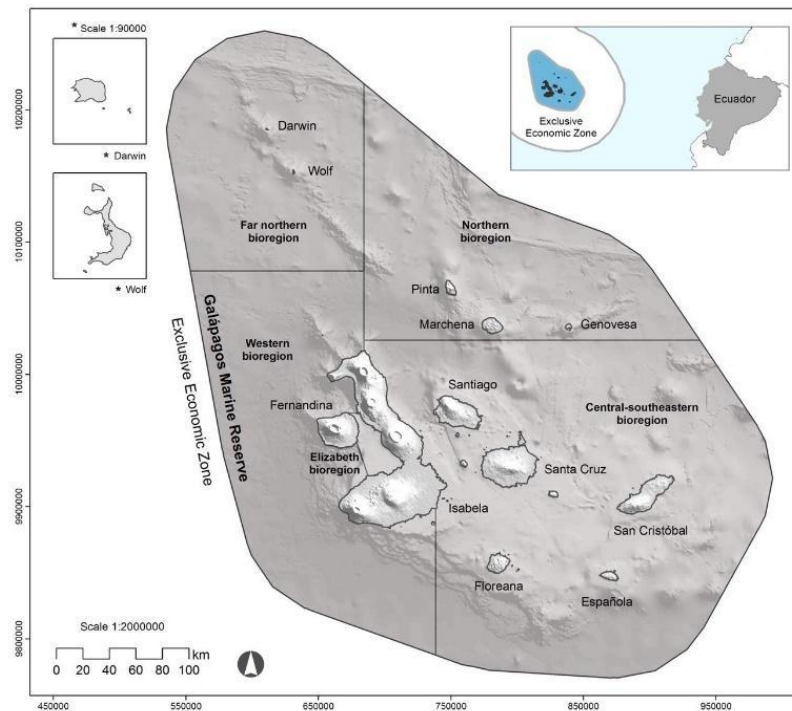 * Scale 1:90000
* Darwin
* Wolf
Exclusive
Economic Zone
Ecuador
Darwin
Wolf
Far northern
bioregion
Northern
bioregion
Pinta
Marchena
Genovesa
Western
bioregion
Galápagos Marine Reserve
Exclusive Economic Zone
Fernandina
Elizabeth
bioregion
Santiago
Central-southeastern
bioregion
Santa Cruz
Isabela
San Cristóbal
Floreana
Española
Scale 1:2000000
0 20 40 60 80 100
km
10200000
10100000
10000000
9900000
9800000
450000 550000 650000 750000 850000 950000